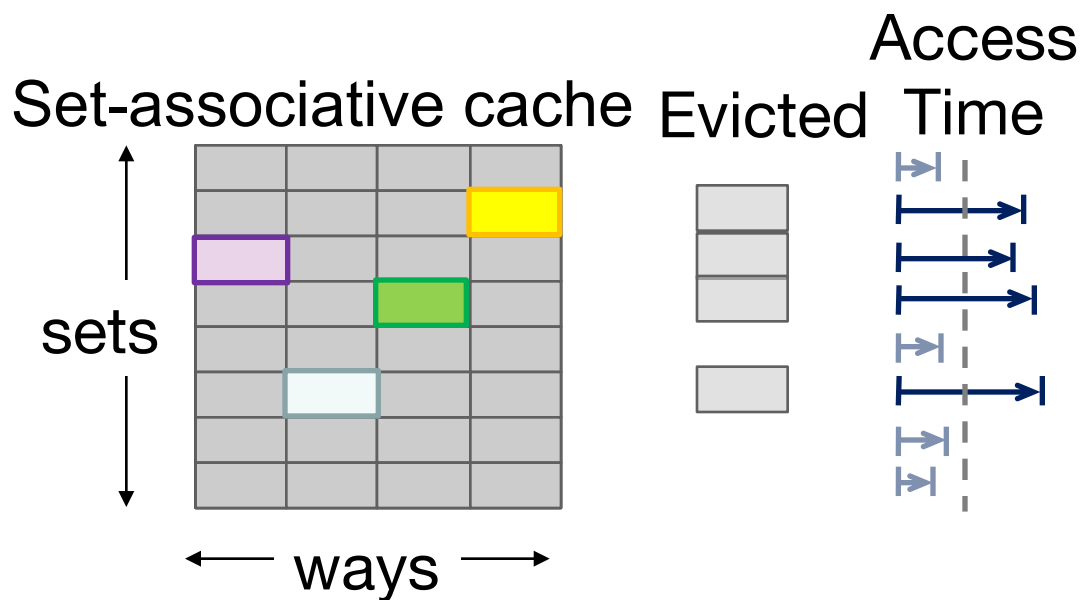 Set-associative cache
Evicted
Access
Time
sets
ways